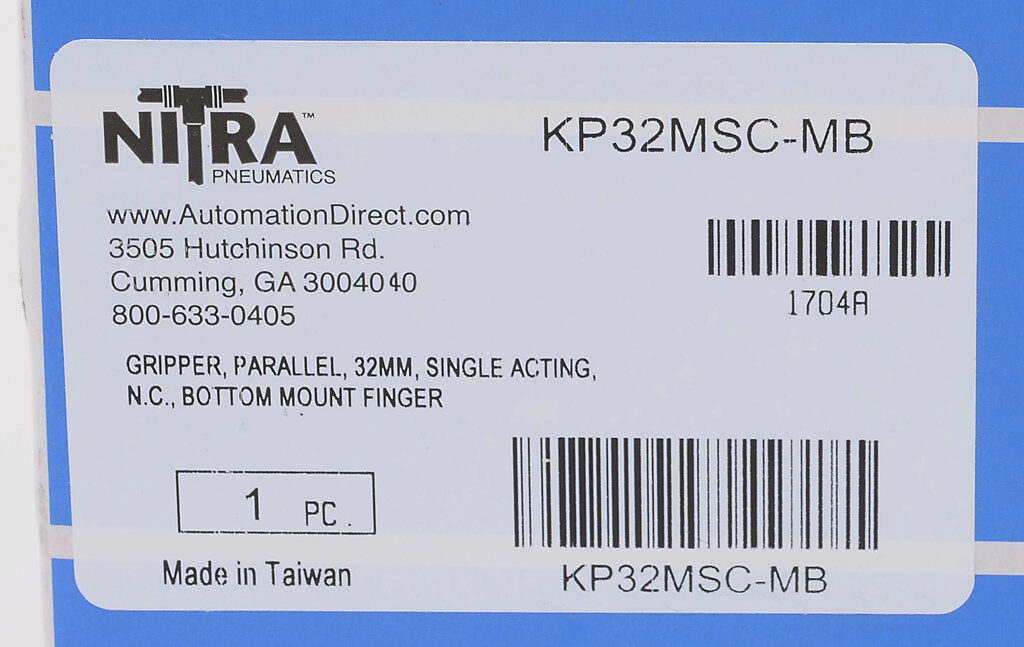 NITRA™
PNEUMATICS
KP32MSC-MB
www.AutomationDirect.com
3505 Hutchinson Rd.
Cumming, GA 3004040
800-633-0405
1704A
GRIPPER, PARALLEL, 32MM, SINGLE ACTING,
N.C., BOTTOM MOUNT FINGER
1 PC.
Made in Taiwan
KP32MSC-MB